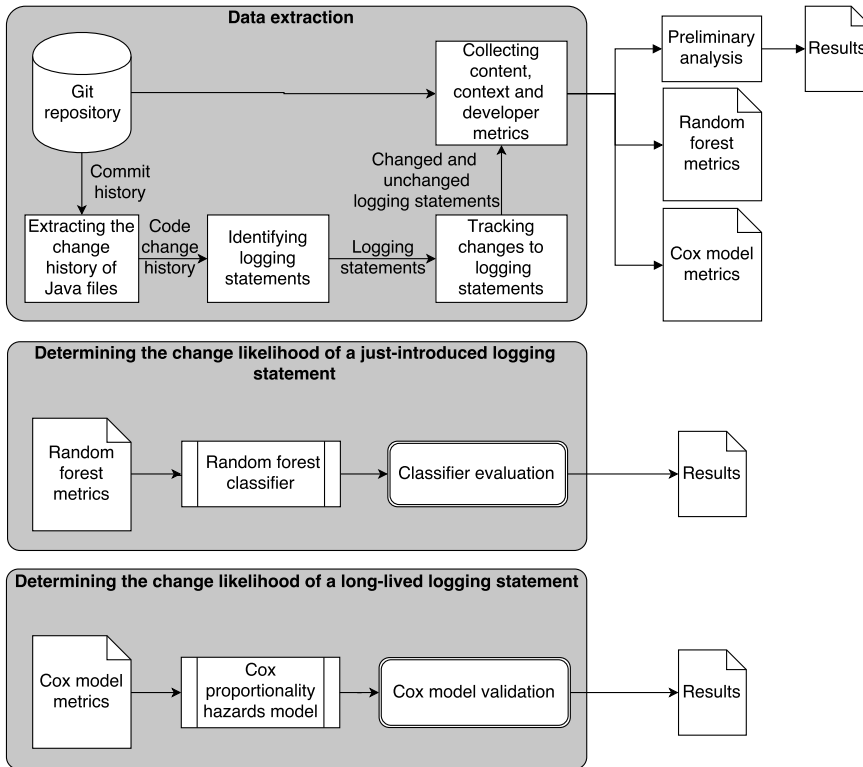 Data extraction
Git
repository
Collecting
content,
context and
developer
metrics
Preliminary
analysis
Results
Random
forest
metrics
Commit
history
Changed and
unchanged
logging statements
Extracting the
change
history of
Java files
Code
change
history
Identifying
logging
statements
Logging
statements
Tracking
changes to
logging
statements
Cox model
metrics
Determining the change likelihood of a just-introduced logging
statement
Random
forest
metrics
Random forest
classifier
Classifier evaluation
Results
Determining the change likelihood of a long-lived logging statement
Cox model
metrics
Cox
proportionality
hazards model
Cox model validation
Results